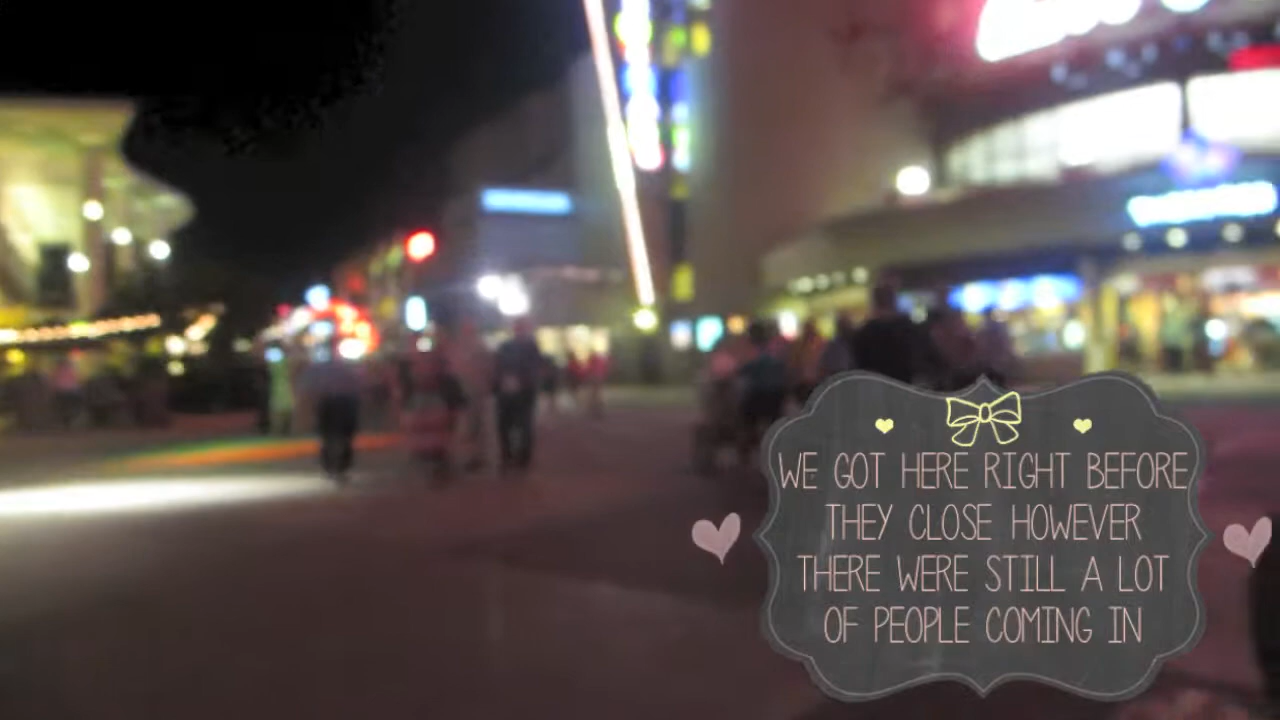 WE GOT HERE RIGHT BEFORE
THEY CLOSE HOWEVER
THERE WERE STILL A LOT
OF PEOPLE COMING IN